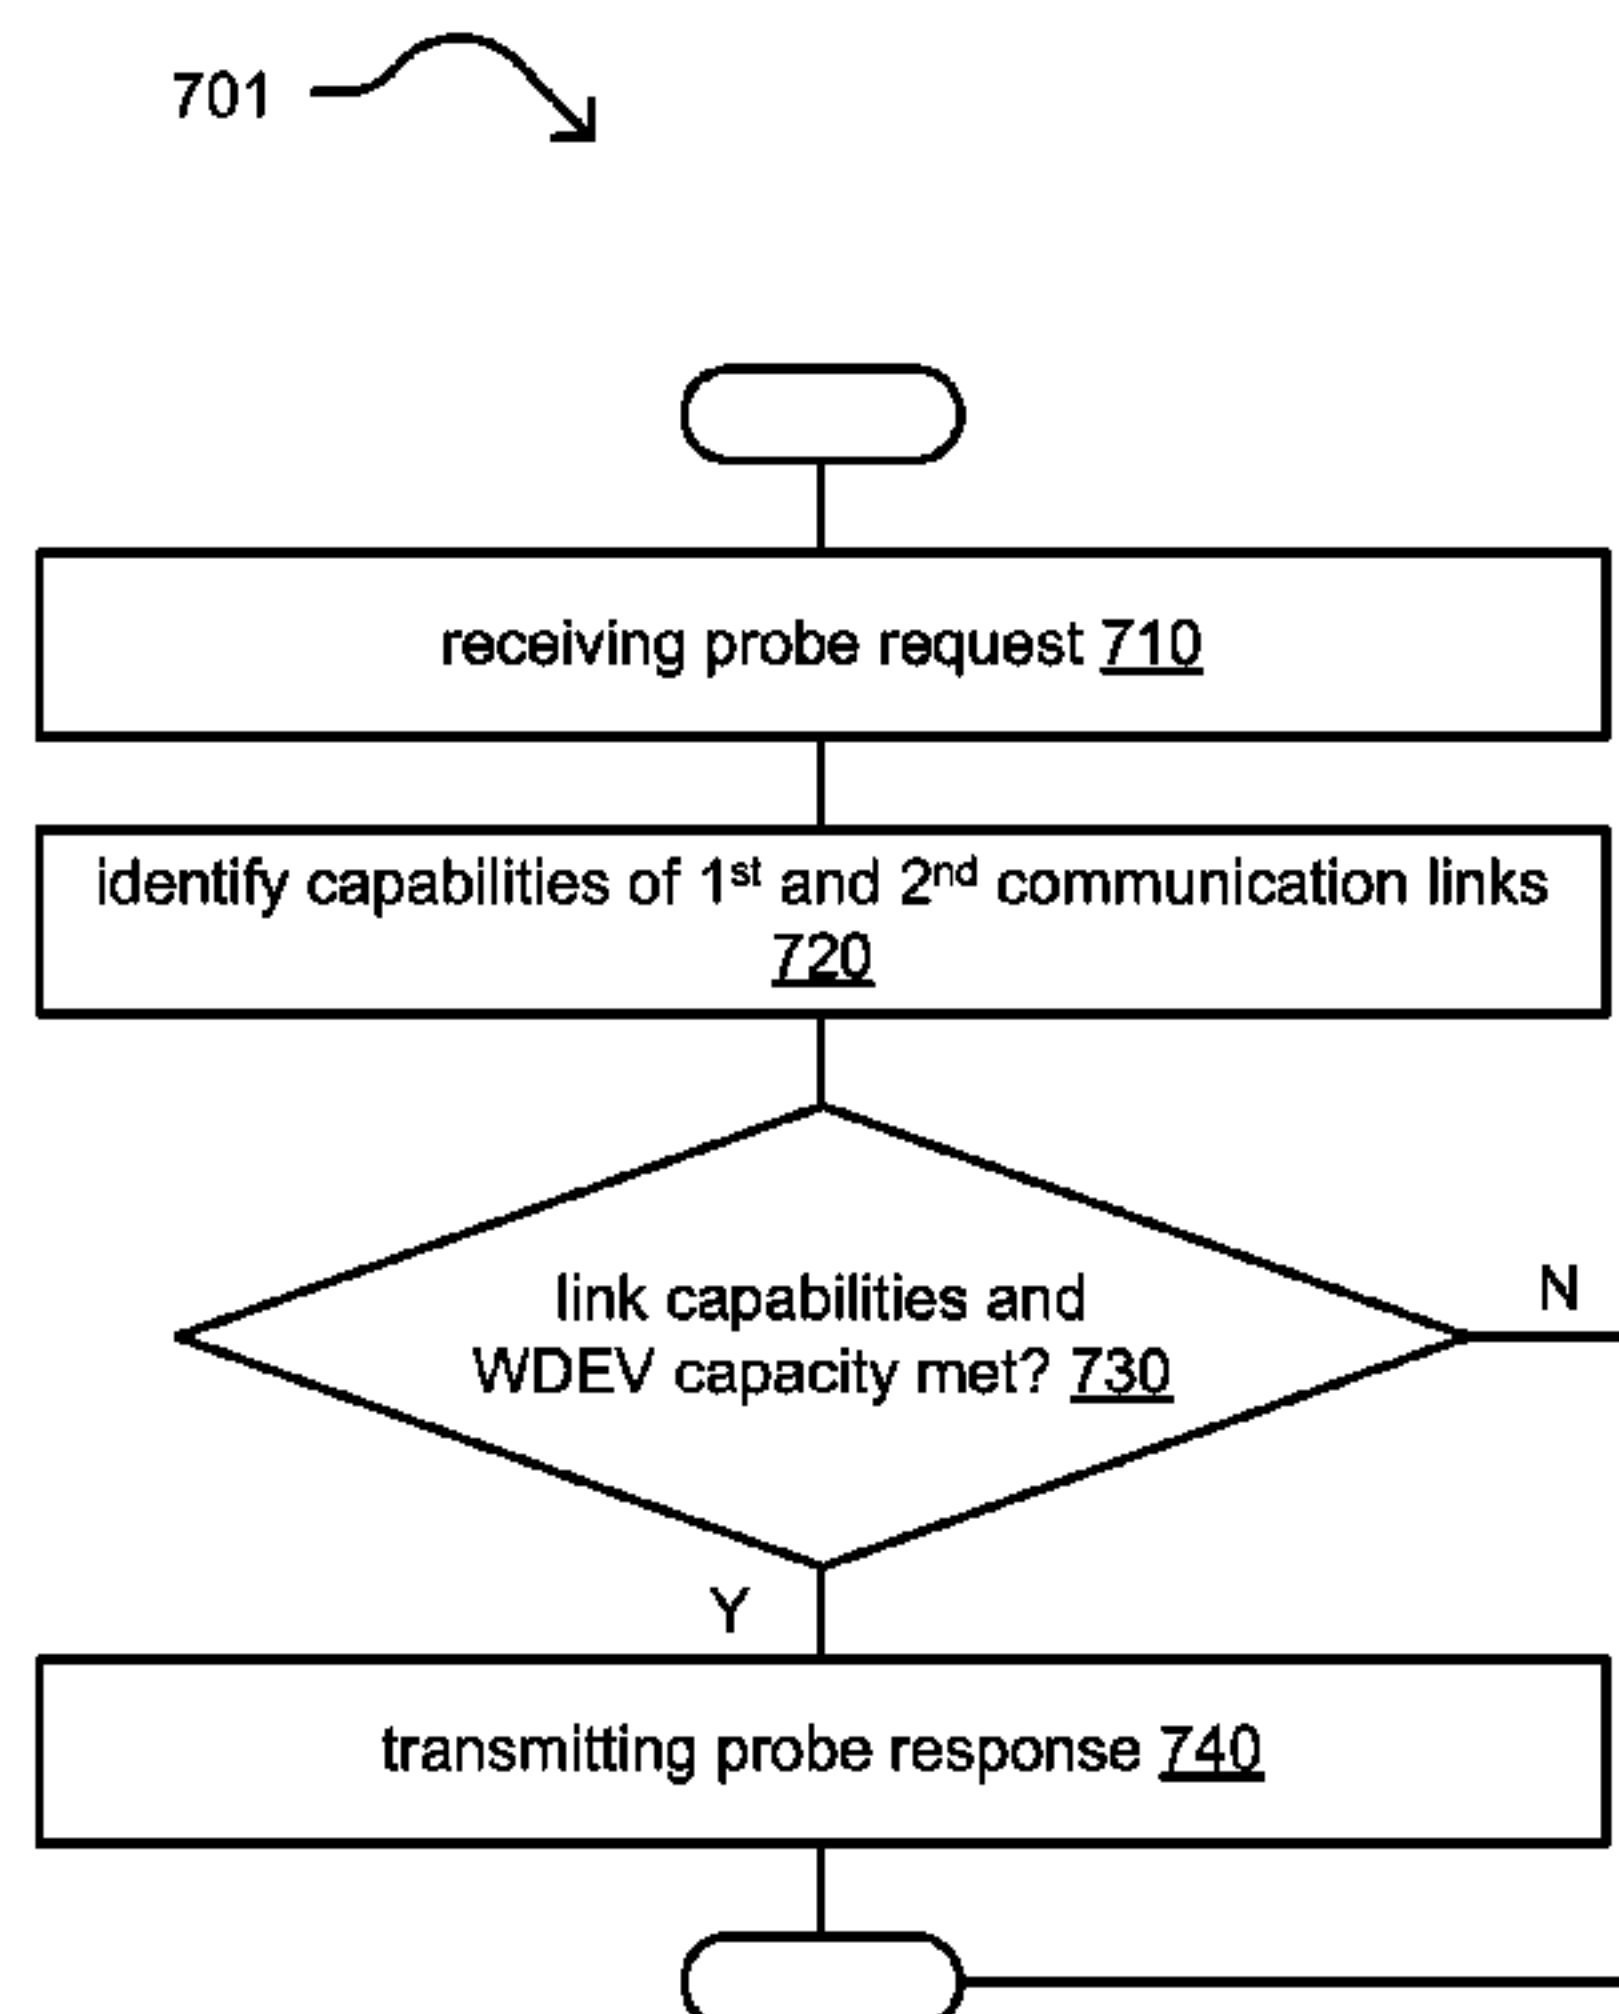 701
receiving probe request 710
identify capabilities of 1st and 2nd communication links
720
link capabilities and
WDEV capacity met? 730
N
Y
transmitting probe response 740